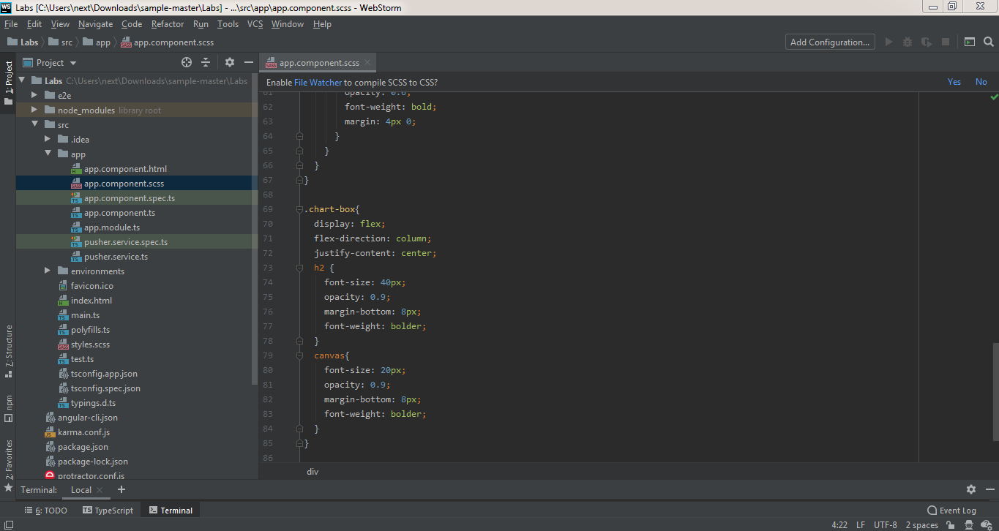 WS Labs [C:\Users\next\Downloads\sample-master\Labs] - ...\src\app\app.component.scss - WebStorm
File Edit View Navigate Code Refactor Run Tools VCS Window Help
Labs src app app.component.scss Add Configuration...
1: Project
Project
Labs C:\Users\next\Downloads\sample-master\Labs
e2e
node_modules library root
src
.idea
app
app.component.html
app.component.scss
app.component.spec.ts
app.component.ts
app.module.ts
pusher.service.spec.ts
pusher.service.ts
environments
favicon.ico
index.html
main.ts
polyfills.ts
styles.scss
test.ts
tsconfig.app.json
tsconfig.spec.json
typings.d.ts
angular-cli.json
karma.conf.js
package.json
package-lock.json
protractor.conf.js
7: Structure
npm
2: Favorites
app.component.scss
Enable File Watcher to compile SCSS to CSS? Yes No
61 opacity: 0.6;
62 font-weight: bold;
63 margin: 4px 0;
64 }
65 }
66 }
67 }
68
69 .chart-box{
70 display: flex;
71 flex-direction: column;
72 justify-content: center;
73 h2 {
74 font-size: 40px;
75 opacity: 0.9;
76 margin-bottom: 8px;
77 font-weight: bolder;
78 }
79 canvas{
80 font-size: 20px;
81 opacity: 0.9;
82 margin-bottom: 8px;
83 font-weight: bolder;
84 }
85 }
86
div
Terminal: Local +
6: TODO TS TypeScript Terminal Event Log
4:22 LF UTF-8 2 spaces